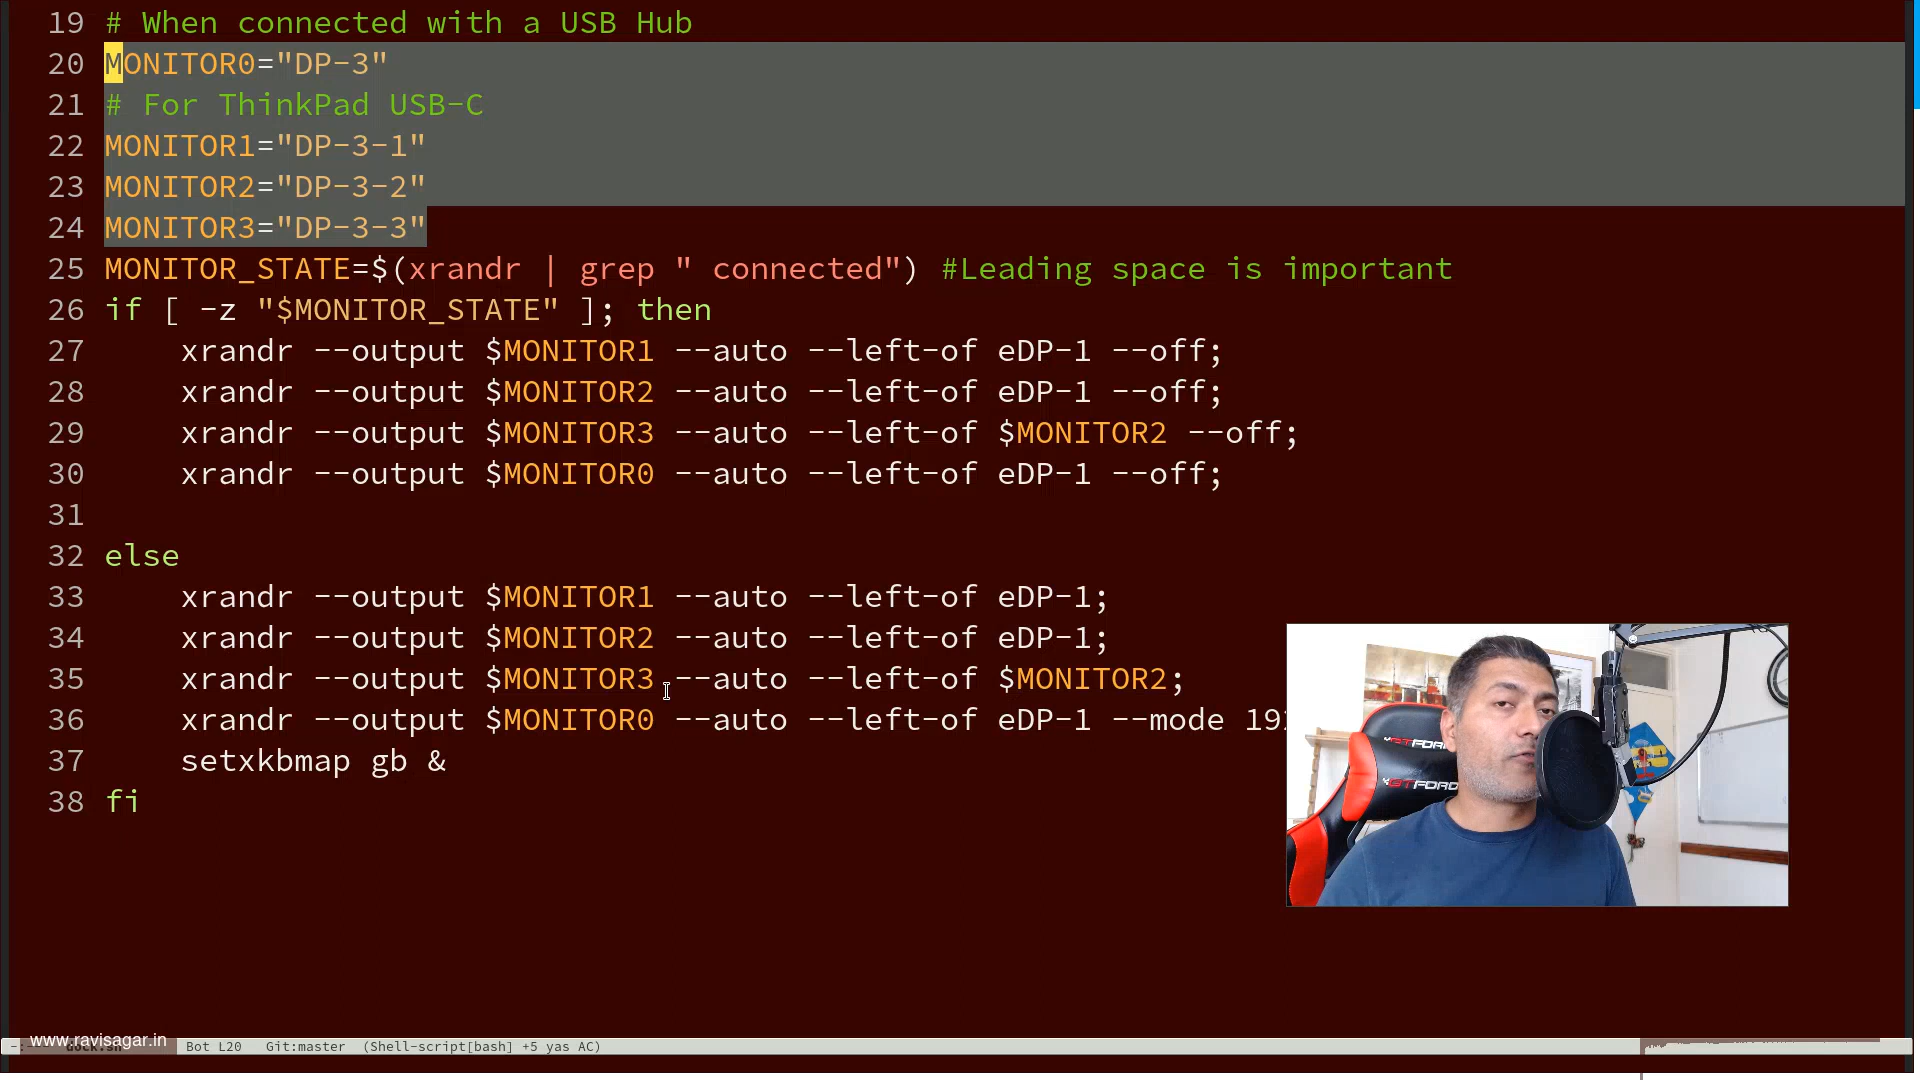 19 # When connected with a USB Hub
20 MONITOR0="DP-3"
21 # For ThinkPad USB-C
22 MONITOR1="DP-3-1"
23 MONITOR2="DP-3-2"
24 MONITOR3="DP-3-3"
25 MONITOR_STATE=$(xrandr | grep " connected") #Leading space is important
26 if [ -z "$MONITOR_STATE" ]; then
27     xrandr --output $MONITOR1 --auto --left-of eDP-1 --off;
28     xrandr --output $MONITOR2 --auto --left-of eDP-1 --off;
29     xrandr --output $MONITOR3 --auto --left-of $MONITOR2 --off;
30     xrandr --output $MONITOR0 --auto --left-of eDP-1 --off;
31
32 else
33     xrandr --output $MONITOR1 --auto --left-of eDP-1;
34     xrandr --output $MONITOR2 --auto --left-of eDP-1;
35     xrandr --output $MONITOR3 --auto --left-of $MONITOR2;
36     xrandr --output $MONITOR0 --auto --left-of eDP-1 --mode 19
37     setxkbmap gb &
38 fi
www.ravisagar.in
Bot L20 Git:master (Shell-script[bash] +5 yas AC)